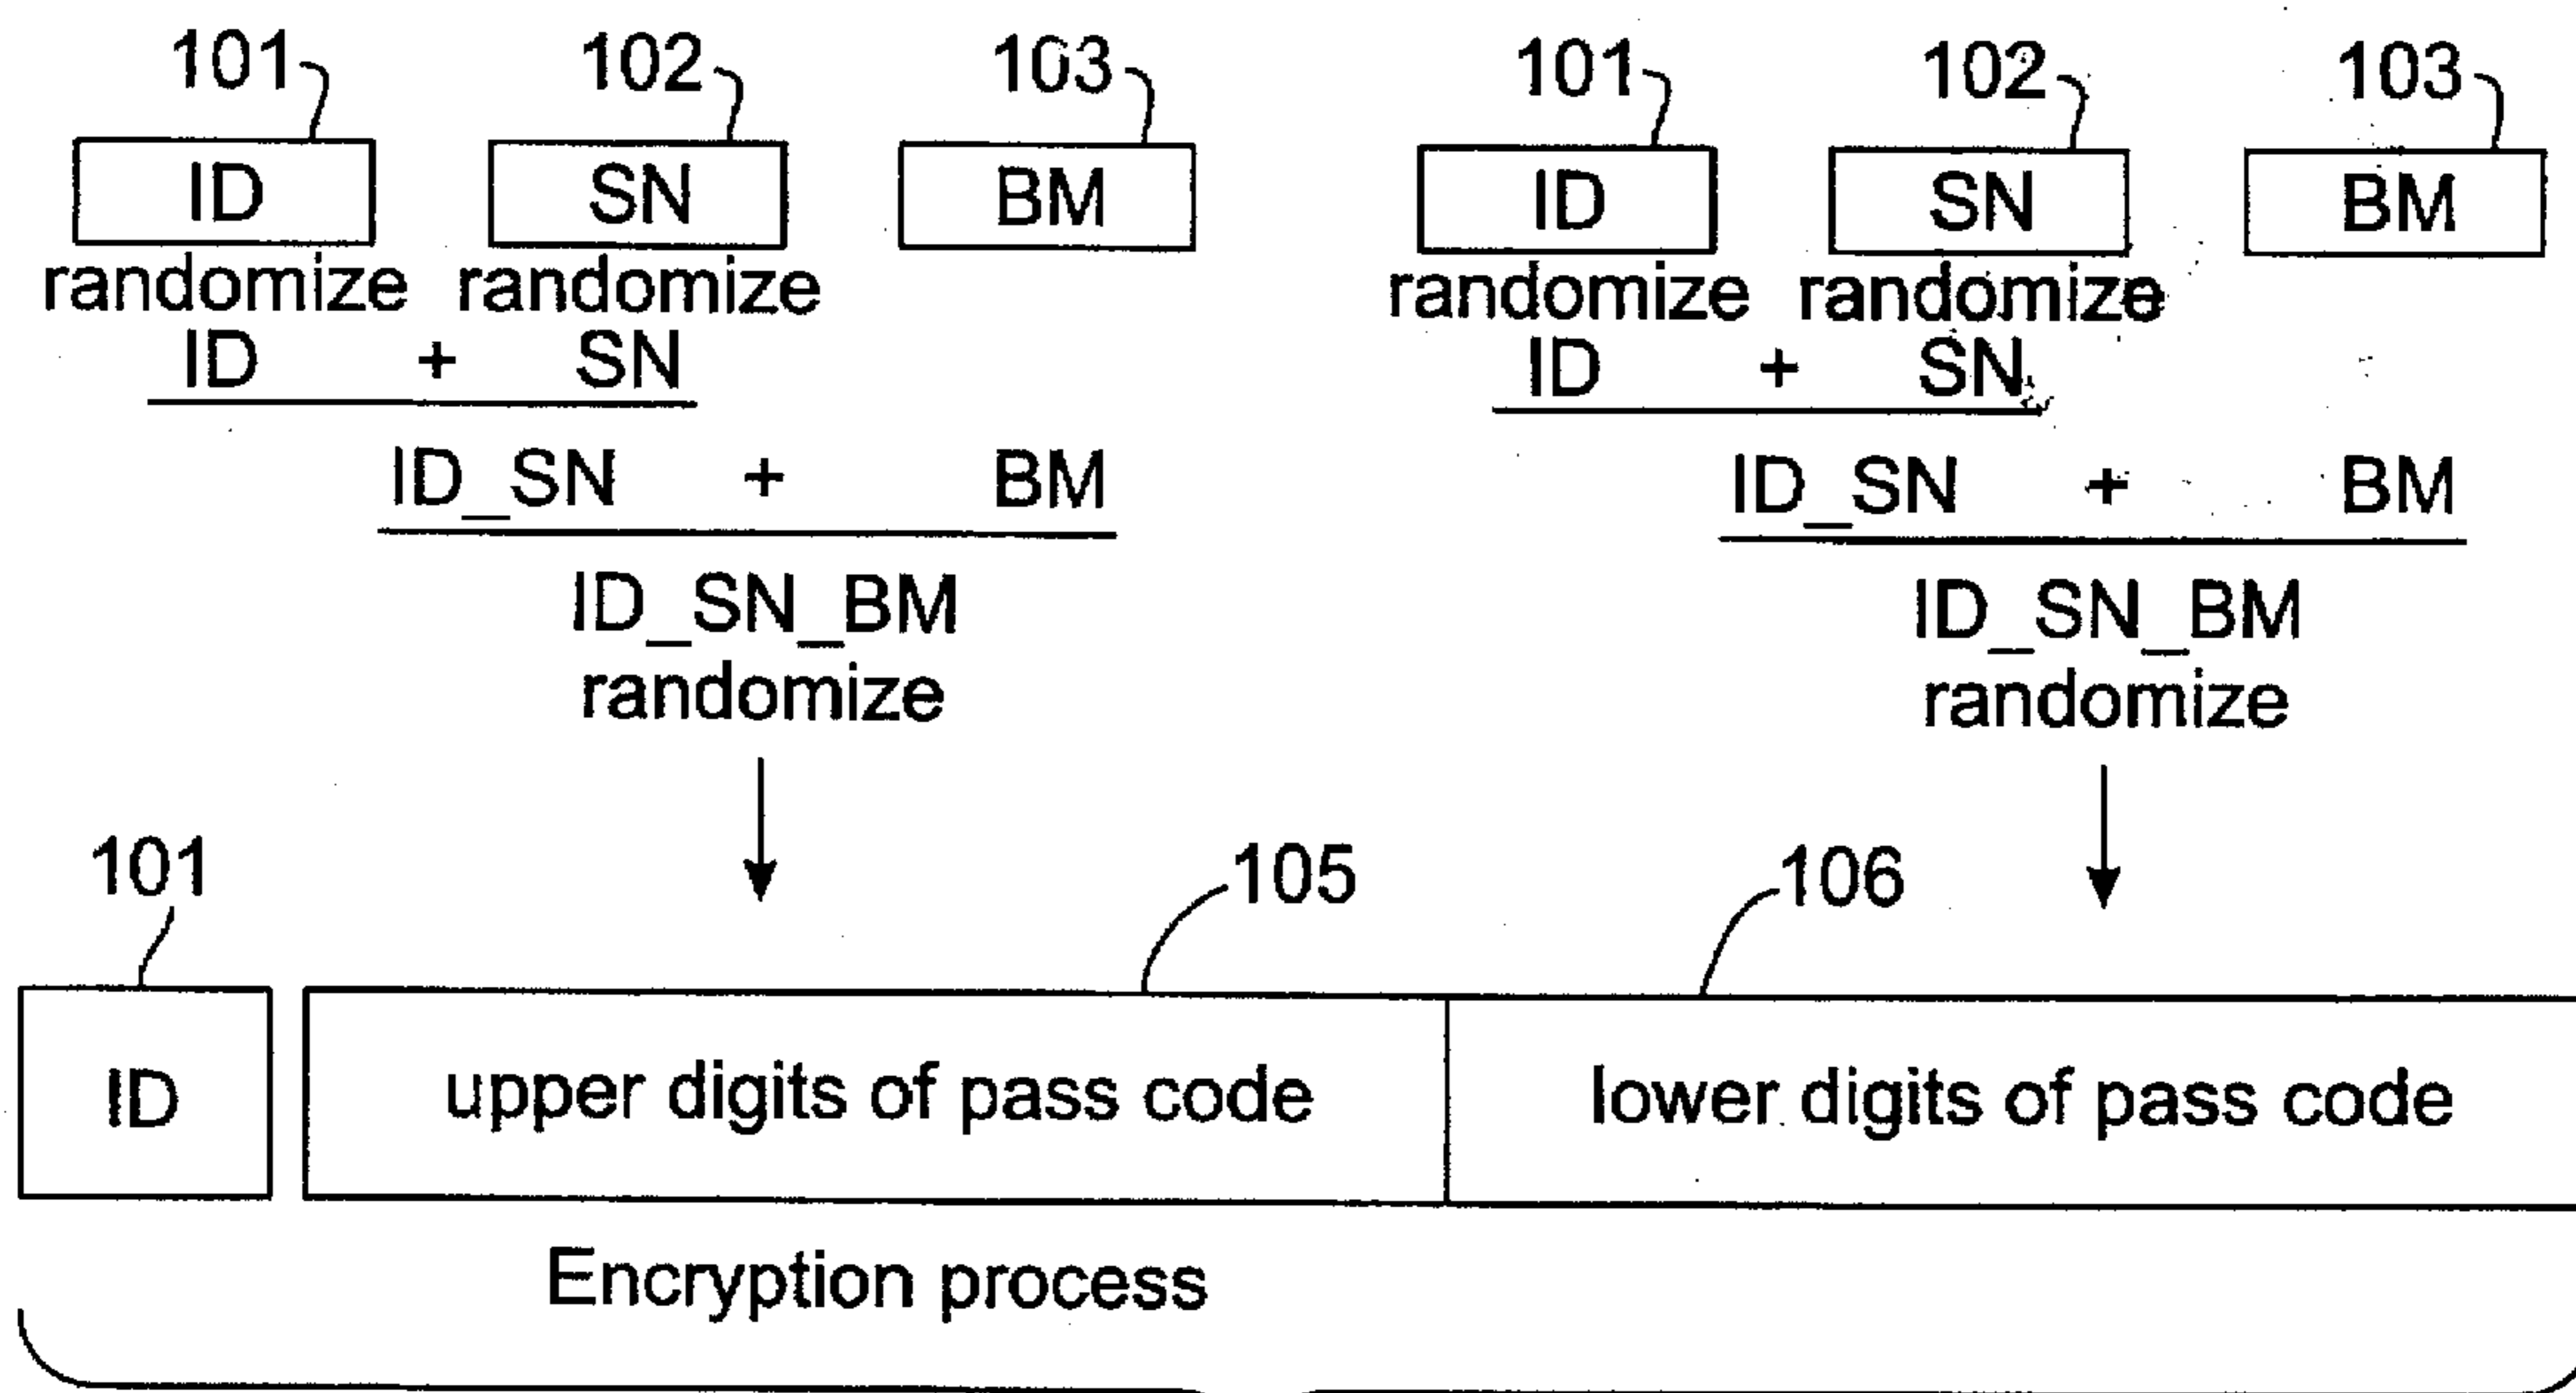 101 102 103 101 102 103
ID SN BM ID SN BM
randomize randomize randomize randomize
ID + SN ID + SN
ID_SN + BM ID_SN + BM
ID_SN_BM ID_SN_BM
randomize randomize
101 105 106
ID upper digits of pass code lower digits of pass code
Encryption process